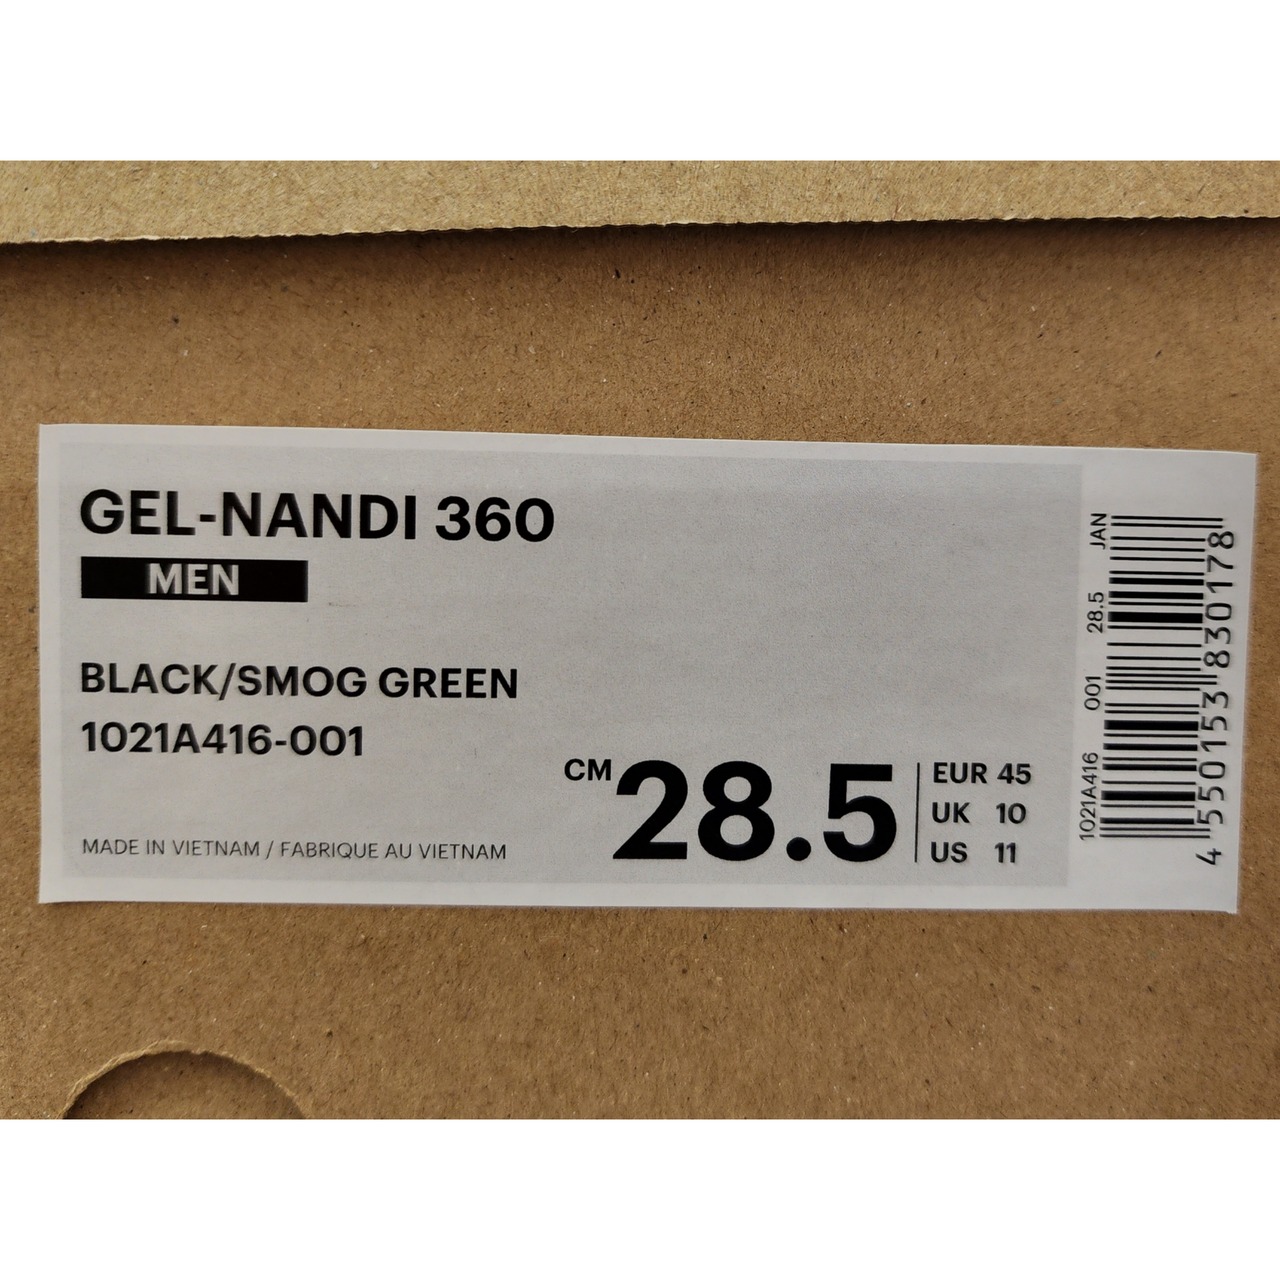 GEL-NANDI 360
MEN
BLACK/SMOG GREEN
1021A416-001
MADE IN VIETNAM / FABRIQUE AU VIETNAM
CM 28.5
EUR 45
UK 10
US 11
1021A416 001 28.5 JAN
4 550153 830178